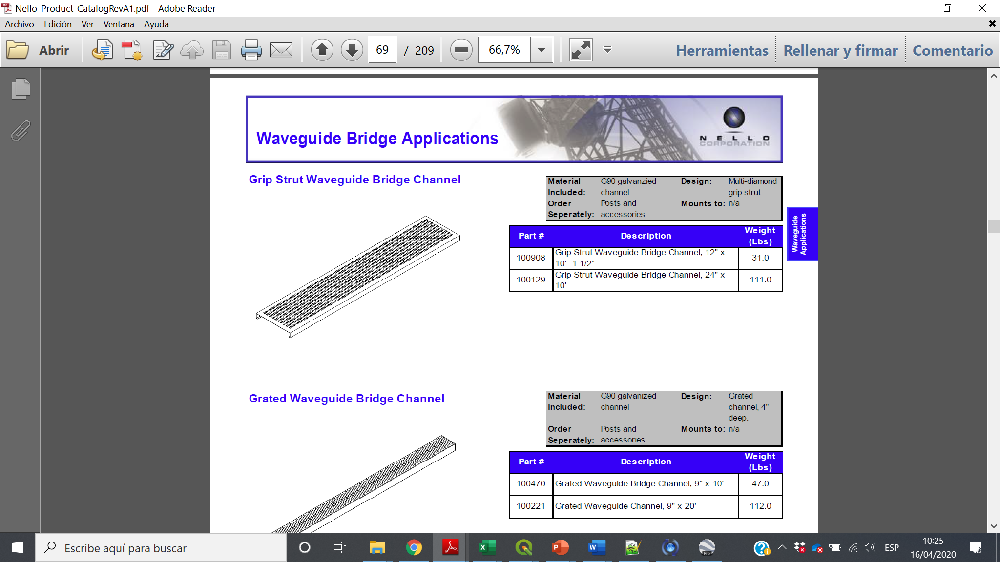 Nello-Product-CatalogRevA1.pdf - Adobe Reader
Archivo Edición Ver Ventana Ayuda
Abrir 69 / 209 66,7% Herramientas Rellenar y firmar Comentario
Waveguide Bridge Applications
NELLO
CORPORATION
Grip Strut Waveguide Bridge Channel
Material Included: G90 galvanzied channel
Design: Multi-diamond grip strut
Order Seperately: Posts and accessories
Mounts to: n/a
Waveguide
Applications
Part # Description Weight (Lbs)
100908 Grip Strut Waveguide Bridge Channel, 12" x 10'- 1 1/2" 31.0
100129 Grip Strut Waveguide Bridge Channel, 24" x 10' 111.0
Grated Waveguide Bridge Channel
Material Included: G90 galvanized channel
Design: Grated channel, 4" deep.
Order Seperately: Posts and accessories
Mounts to: n/a
Part # Description Weight (Lbs)
100470 Grated Waveguide Bridge Channel, 9" x 10' 47.0
100221 Grated Waveguide Channel, 9" x 20' 112.0
Escribe aquí para buscar
Pro
ESP
10:25
16/04/2020